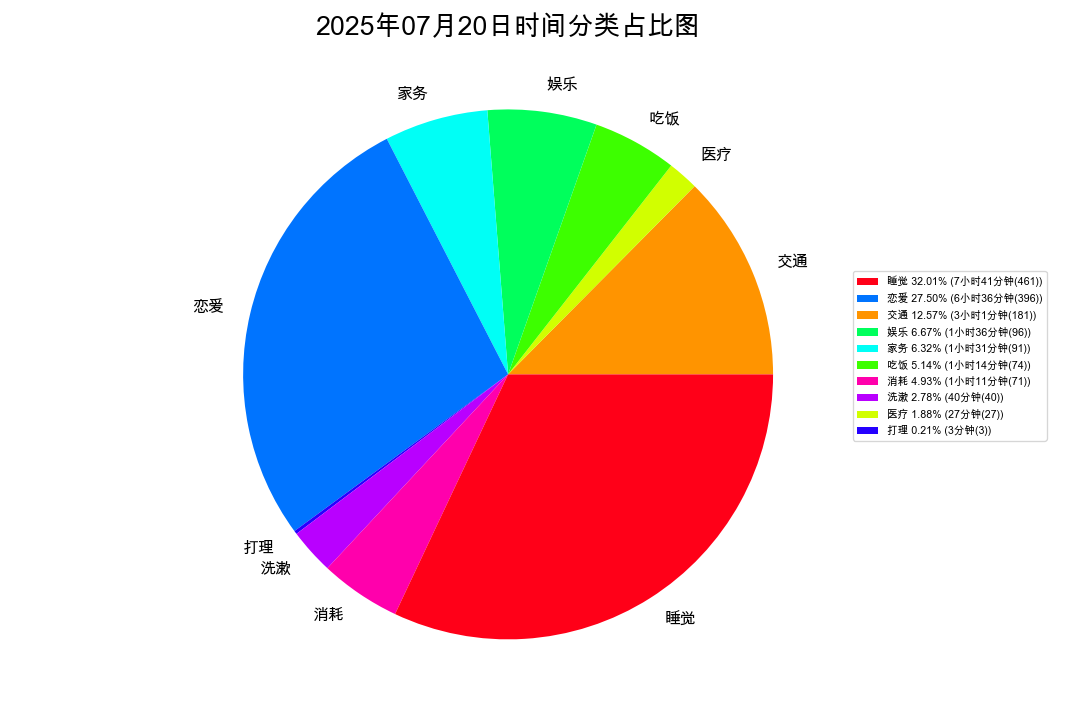 2025年07月20日时间分类占比图
娱乐
家务
吃饭
医疗
交通
恋爱
打理
洗漱
消耗
睡觉
睡觉 32.01% (7小时41分钟(461))
恋爱 27.50% (6小时36分钟(396))
交通 12.57% (3小时1分钟(181))
娱乐 6.67% (1小时36分钟(96))
家务 6.32% (1小时31分钟(91))
吃饭 5.14% (1小时14分钟(74))
消耗 4.93% (1小时11分钟(71))
洗漱 2.78% (40分钟(40))
医疗 1.88% (27分钟(27))
打理 0.21% (3分钟(3))